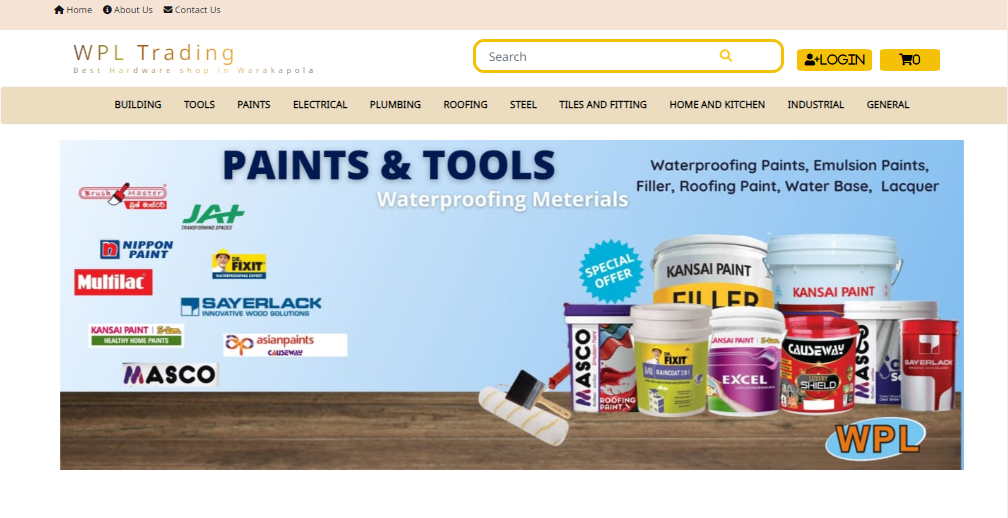 Home About Us Contact Us
WPL Trading
Best Hardware shop in Warakapola
Search
LOGIN
0
BUILDING TOOLS PAINTS ELECTRICAL PLUMBING ROOFING STEEL TILES AND FITTING HOME AND KITCHEN INDUSTRIAL GENERAL
PAINTS & TOOLS
Waterproofing Meterials
Waterproofing Paints, Emulsion Paints,
Filler, Roofing Paint, Water Base, Lacquer
Brush Master
JAT
TRANSFORMING SPACES
NIPPON
PAINT
DR.
FIXIT
WATERPROOFING EXPERT
Multilac
SAYERLACK
INNOVATIVE WOOD SOLUTIONS
KANSAI PAINT
HEALTHY HOME PAINTS
ap asianpaints
CAUSEWAY
MASCO
SPECIAL
OFFER
KANSAI PAINT
FILLER
KANSAI PAINT
MASCO
ROOFING
PAINT
DR.
FIXIT
RAINCOAT
KANSAI PAINT
EXCEL
CAUSEWAY
SHIELD
MASCO
SAYERLACK
WPL